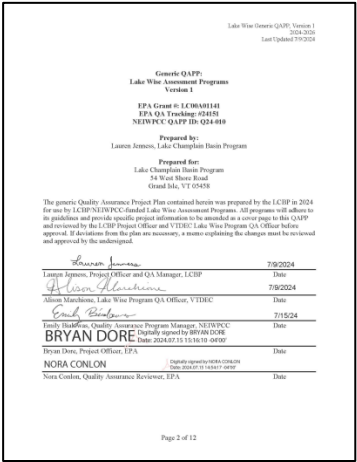 Lake Wise Generic QAPP, Version 1
2024-2026
Last Updated 7/9/2024
Generic QAPP:
Lake Wise Assessment Programs
Version 1
EPA Grant #: LC00A01141
EPA QA Tracking: #24151
NEIWPCC QAPP ID: Q24-010
Prepared by:
Lauren Jenness, Lake Champlain Basin Program
Prepared for:
Lake Champlain Basin Program
54 West Shore Road
Grand Isle, VT 05458
The generic Quality Assurance Project Plan contained herein was prepared by the LCBP in 2024
for use by LCBP/NEIWPCC-funded Lake Wise Assessment Programs. All programs will adhere to
its guidelines and provide specific project information to be amended as a cover page to this QAPP
and reviewed by the LCBP Project Officer and VTDEC Lake Wise Program QA Officer before
approval. If deviations from the plan are necessary, a memo explaining the changes must be reviewed
and approved by the undersigned.
Lauren Jenness 7/9/2024
Lauren Jenness, Project Officer and QA Manager, LCBP Date
Alison Marchione 7/9/2024
Alison Marchione, Lake Wise Program QA Officer, VTDEC Date
Emily Bialowas 7/15/24
Emily Bialowas, Quality Assurance Program Manager, NEIWPCC Date
BRYAN DORE Digitally signed by BRYAN DORE
Date: 2024.07.15 15:16:10 -04'00'
Bryan Dore, Project Officer, EPA Date
NORA CONLON Digitally signed by NORA CONLON
Nora Conlon, Quality Assurance Reviewer, EPA Date
Page 2 of 12